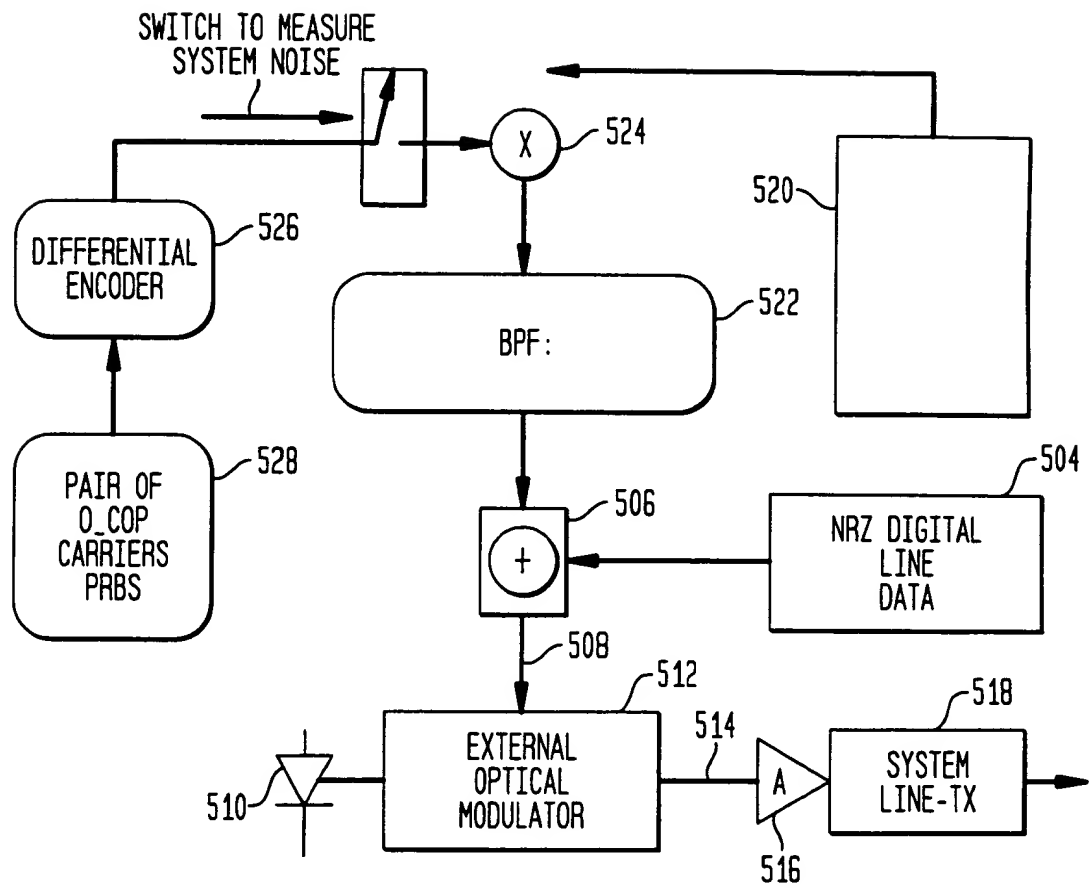 SWITCH TO MEASURE
SYSTEM NOISE
X
524
520
DIFFERENTIAL
ENCODER
526
BPF:
522
PAIR OF
O_COP
CARRIERS
PRBS
528
506
+
504
NRZ DIGITAL
LINE
DATA
508
512
510
EXTERNAL
OPTICAL
MODULATOR
514
A
516
518
SYSTEM
LINE-TX